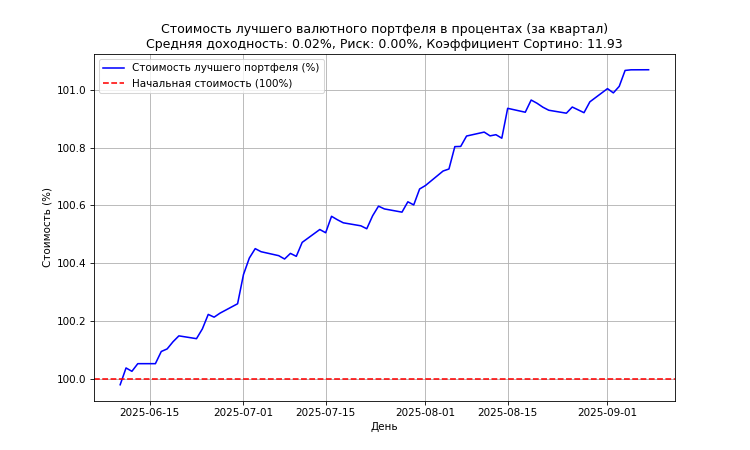 Стоимость лучшего валютного портфеля в процентах (за квартал)
Средняя доходность: 0.02%, Риск: 0.00%, Коэффициент Сортино: 11.93
Стоимость лучшего портфеля (%)
Начальная стоимость (100%)
Стоимость (%)
101.0
100.8
100.6
100.4
100.2
100.0
2025-06-15
2025-07-01
2025-07-15
2025-08-01
2025-08-15
2025-09-01
День